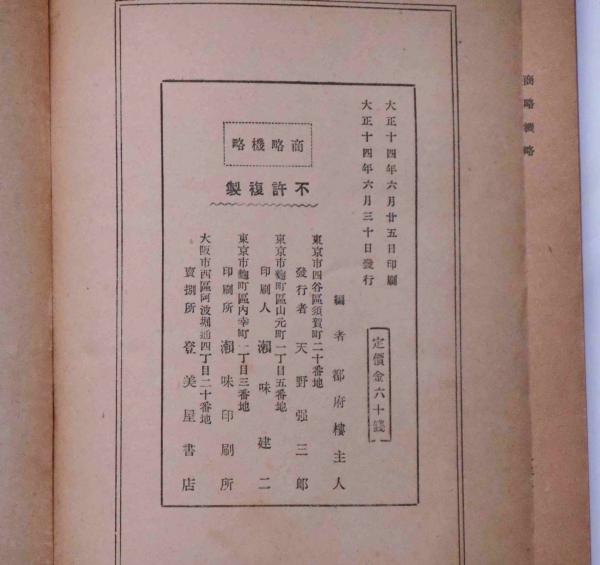 商略機略
大正十四年六月廿五日印刷
大正十四年六月三十日發行
定價金六十錢
商略機略
不許複製
編者 都府樓主人
東京市四谷區須賀町二十番地
發行者 天野强三郎
東京市麴町區山元町一丁目五番地
印刷人 瀨味建二
東京市麴町區內幸町一丁目三番地
印刷所 瀨味印刷所
大阪市西區阿波堀通四丁目二十番地
賣捌所 登美屋書店